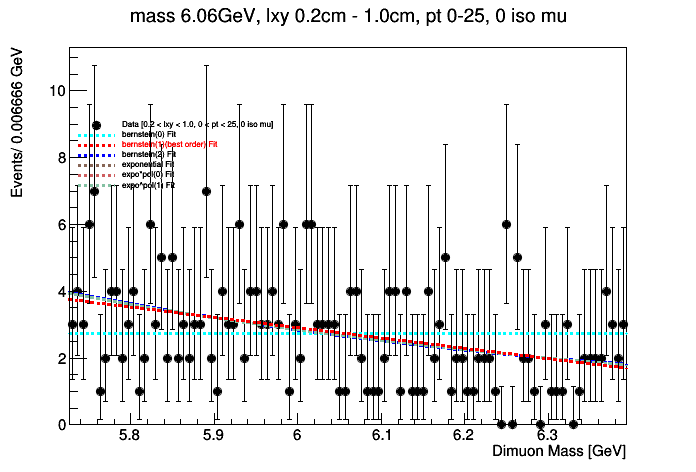 mass 6.06GeV, lxy 0.2cm - 1.0cm, pt 0-25, 0 iso mu
Events/ 0.006666 GeV
10
8
6
4
2
0
Data [0.2 < lxy < 1.0, 0 < pt < 25, 0 iso mu]
bernstein(0) Fit
bernstein(1)(best order) Fit
bernstein(2) Fit
exponential Fit
expo*pol(0) Fit
expo*pol(1) Fit
5.8 5.9 6 6.1 6.2 6.3
Dimuon Mass [GeV]